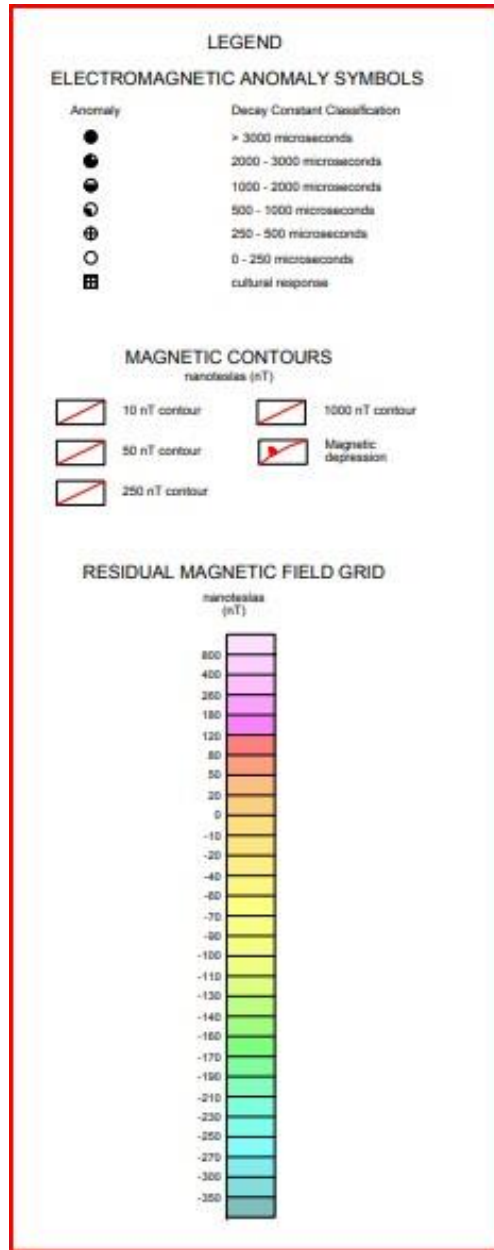 LEGEND
ELECTROMAGNETIC ANOMALY SYMBOLS
Anomaly Decay Constant Classification
> 3000 microseconds
2000 - 3000 microseconds
1000 - 2000 microseconds
500 - 1000 microseconds
250 - 500 microseconds
0 - 250 microseconds
cultural response
MAGNETIC CONTOURS
nanoteslas (nT)
10 nT contour 1000 nT contour
50 nT contour Magnetic
depression
250 nT contour
RESIDUAL MAGNETIC FIELD GRID
nanoteslas
(nT)
800
400
260
180
120
80
50
20
0
-10
-20
-40
-60
-70
-90
-100
-110
-130
-140
-160
-170
-190
-210
-230
-250
-270
-300
-350